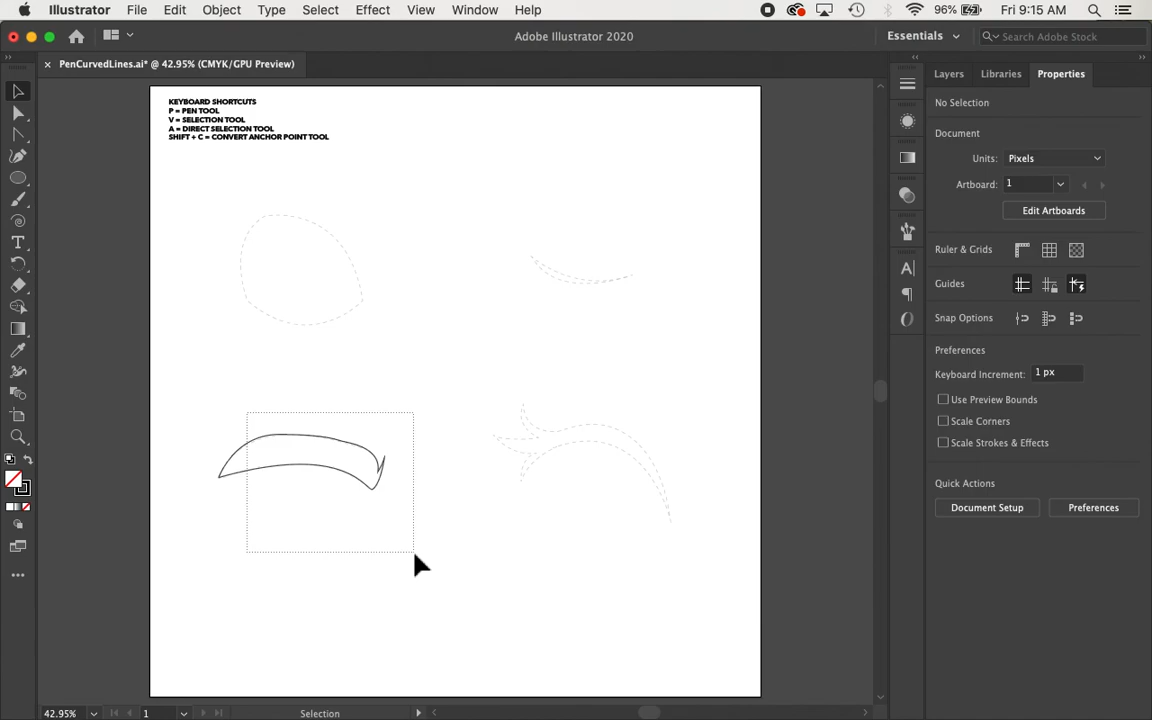 Illustrator File Edit Object Type Select Effect View Window Help 96% Fri 9:15 AM
Adobe Illustrator 2020 Essentials Search Adobe Stock
× PenCurvedLines.ai* @ 42.95% (CMYK/GPU Preview)
Layers Libraries Properties
KEYBOARD SHORTCUTS
P = PEN TOOL
V = SELECTION TOOL
A = DIRECT SELECTION TOOL
SHIFT + C = CONVERT ANCHOR POINT TOOL
No Selection
Document
Units: Pixels
Artboard: 1
Edit Artboards
Ruler & Grids
Guides
Snap Options
Preferences
Keyboard Increment: 1 px
Use Preview Bounds
Scale Corners
Scale Strokes & Effects
Quick Actions
Document Setup Preferences
42.95% 1 Selection